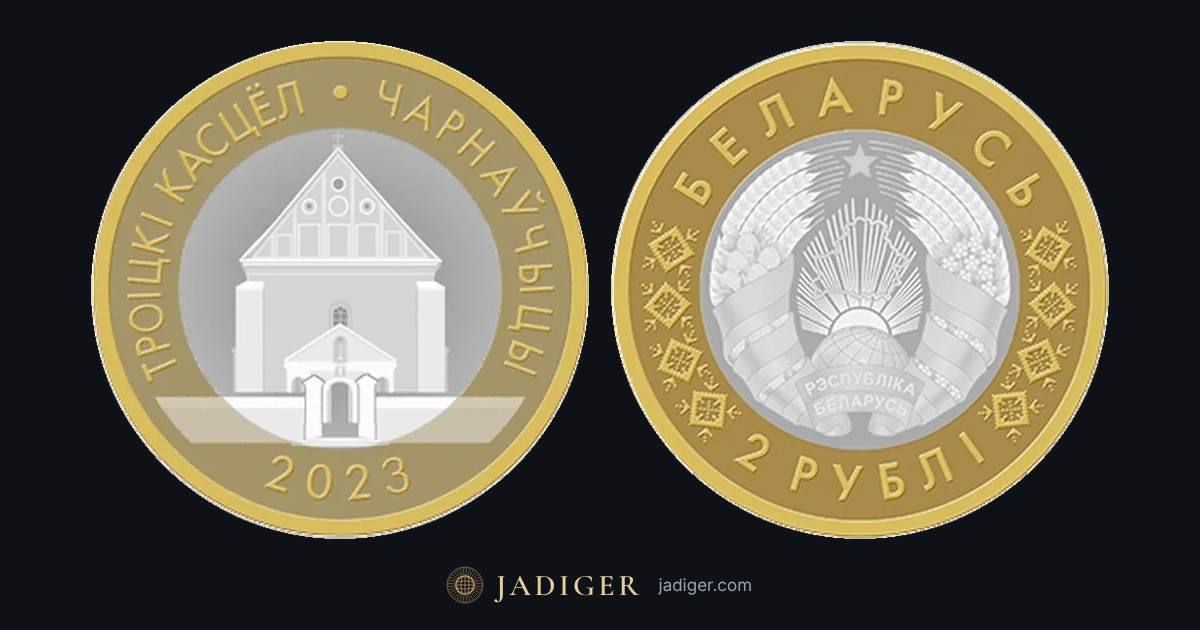 ТРОІЦКІ КАСЦЁЛ • ЧАРНАЎЧЫЦЫ
2023
БЕЛАРУСЬ
РЭСПУБЛІКА
БЕЛАРУСЬ
2 РУБЛІ
JADIGER jadiger.com